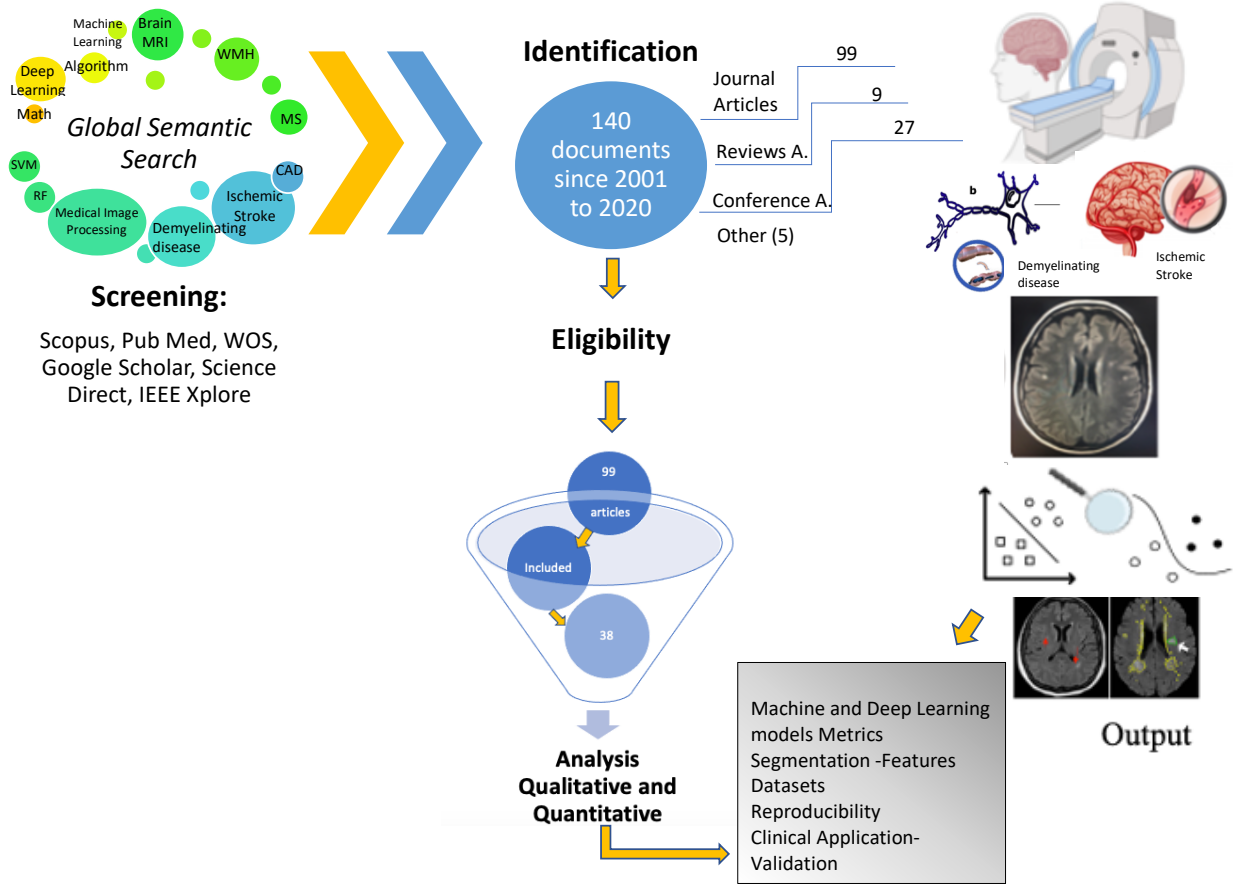 Machine
Learning
Brain
MRI
WMH
Deep
Learning
Algorithm
Math
MS
Global Semantic
Search
SVM
RF
CAD
Medical Image
Processing
Demyelinating
disease
Ischemic
Stroke
Screening:
Scopus, Pub Med, WOS,
Google Scholar, Science
Direct, IEEE Xplore
Identification
140
documents
since 2001
to 2020
Journal
Articles
99
Reviews A.
9
Conference A.
27
Other (5)
Eligibility
99
articles
Included
38
Analysis
Qualitative and
Quantitative
Machine and Deep Learning
models Metrics
Segmentation -Features
Datasets
Reproducibility
Clinical Application-
Validation
b
Demyelinating
disease
Ischemic
Stroke
Output